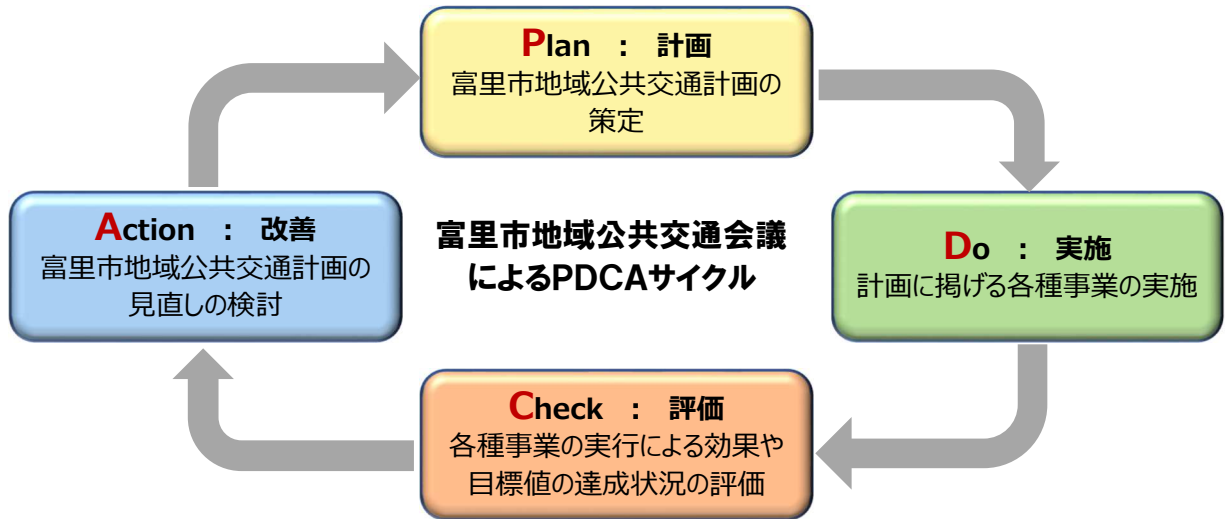 Plan : 計画
富里市地域公共交通計画の
策定
Action : 改善
富里市地域公共交通計画の
見直しの検討
富里市地域公共交通会議
によるPDCAサイクル
Do : 実施
計画に掲げる各種事業の実施
Check : 評価
各種事業の実行による効果や
目標値の達成状況の評価